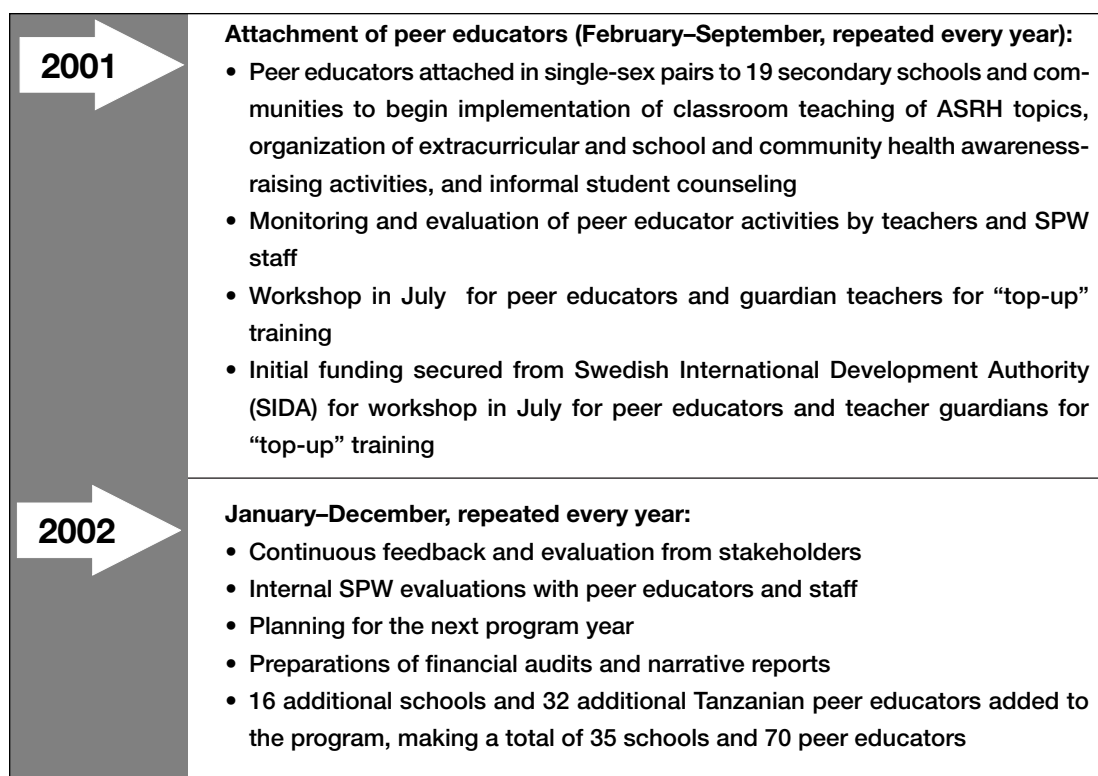 2001
Attachment of peer educators (February–September, repeated every year):
• Peer educators attached in single-sex pairs to 19 secondary schools and com-
munities to begin implementation of classroom teaching of ASRH topics,
organization of extracurricular and school and community health awareness-
raising activities, and informal student counseling
• Monitoring and evaluation of peer educator activities by teachers and SPW
staff
• Workshop in July for peer educators and guardian teachers for “top-up”
training
• Initial funding secured from Swedish International Development Authority
(SIDA) for workshop in July for peer educators and teacher guardians for
“top-up” training
2002
January–December, repeated every year:
• Continuous feedback and evaluation from stakeholders
• Internal SPW evaluations with peer educators and staff
• Planning for the next program year
• Preparations of financial audits and narrative reports
• 16 additional schools and 32 additional Tanzanian peer educators added to
the program, making a total of 35 schools and 70 peer educators